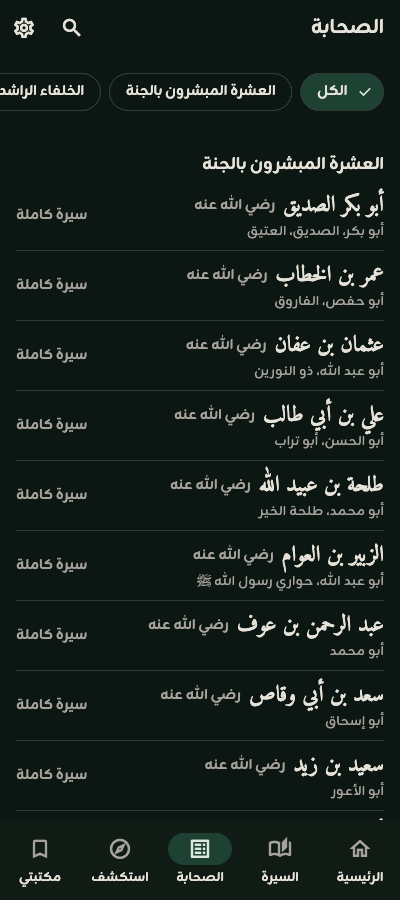 الصحابة
الكل
العشرة المبشرون بالجنة
الخلفاء
العشرة المبشرون بالجنة
أبو بكر الصديق رضي الله عنه
أبو بكر، الصديق، العتيق
سيرة كاملة
عمر بن الخطاب رضي الله عنه
أبو حفص، الفاروق
سيرة كاملة
عثمان بن عفان رضي الله عنه
أبو عبد الله، ذو النورين
سيرة كاملة
علي بن أبي طالب رضي الله عنه
أبو الحسن، أبو تراب
سيرة كاملة
طلحة بن عبيد الله رضي الله عنه
أبو محمد، طلحة الخير
سيرة كاملة
الزبير بن العوام رضي الله عنه
أبو عبد الله، حواري رسول الله ﷺ
سيرة كاملة
عبد الرحمن بن عوف رضي الله عنه
أبو محمد
سيرة كاملة
سعد بن أبي وقاص رضي الله عنه
أبو إسحاق
سيرة كاملة
سعيد بن زيد رضي الله عنه
أبو الأعور
سيرة كاملة
الرئيسية
السيرة
الصحابة
استكشف
مكتبتي